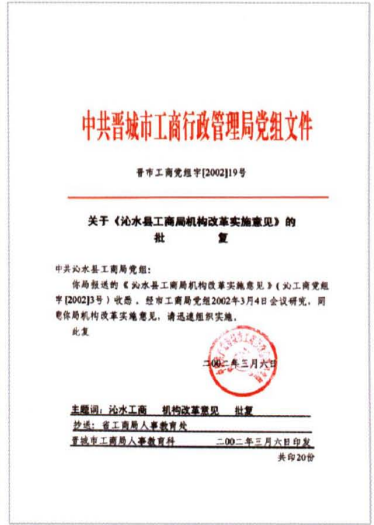 中共晋城市工商行政管理局党组文件
晋市工商党组字[2002]19号
关于《沁水县工商局机构改革实施意见》的
批 复
中共沁水县工商局党组:
你局报送的《沁水县工商局机构改革实施意见》(沁工商党组
字[2002]3号)收悉。经市工商局党组2002年3月4日会议研究,同
意你局机构改革实施意见,请迅速组织实施。
此复
二〇〇二年三月六日
主题词:沁水工商 机构改革意见 批复
抄送:省工商局人事教育处
晋城市工商局人事教育科 二〇〇二年三月六日印发
共印20份